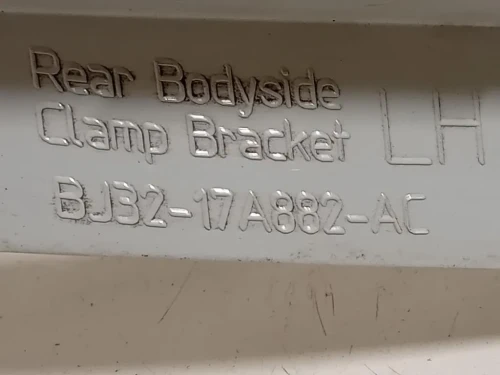 Rear Bodyside
Clamp Bracket LH
BJ32-17A882-AC